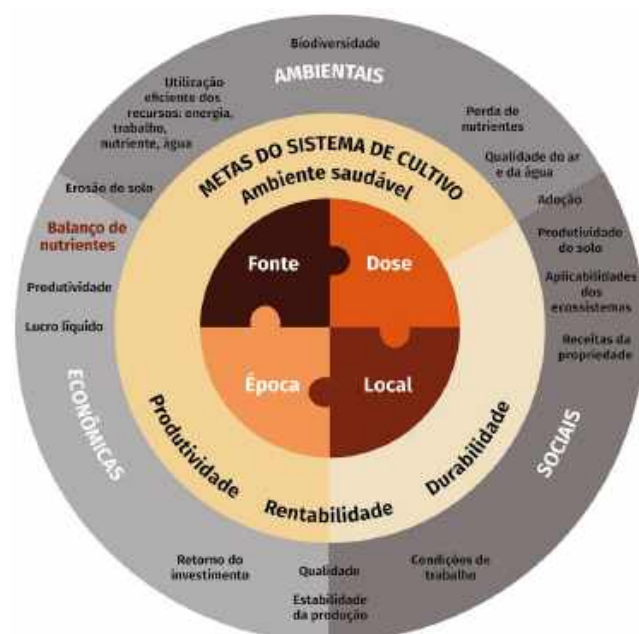 Biodiversidade
AMBIENTAIS
Utilização
eficiente dos
recursos: energia,
trabalho,
nutriente, água
Perda de
nutrientes
Qualidade do ar
e da água
Erosão do solo
Adoção
Balanço de
nutrientes
Produtividade
do solo
Produtividade
Aplicabilidades
dos
ecossistemas
Lucro líquido
Receitas da
propriedade
METAS DO SISTEMA DE CULTIVO
Ambiente saudável
Fonte
Dose
Época
Local
Produtividade
Rentabilidade
Durabilidade
ECONÔMICAS
SOCIAIS
Retorno do
investimento
Qualidade
Estabilidade
da produção
Condições de
trabalho